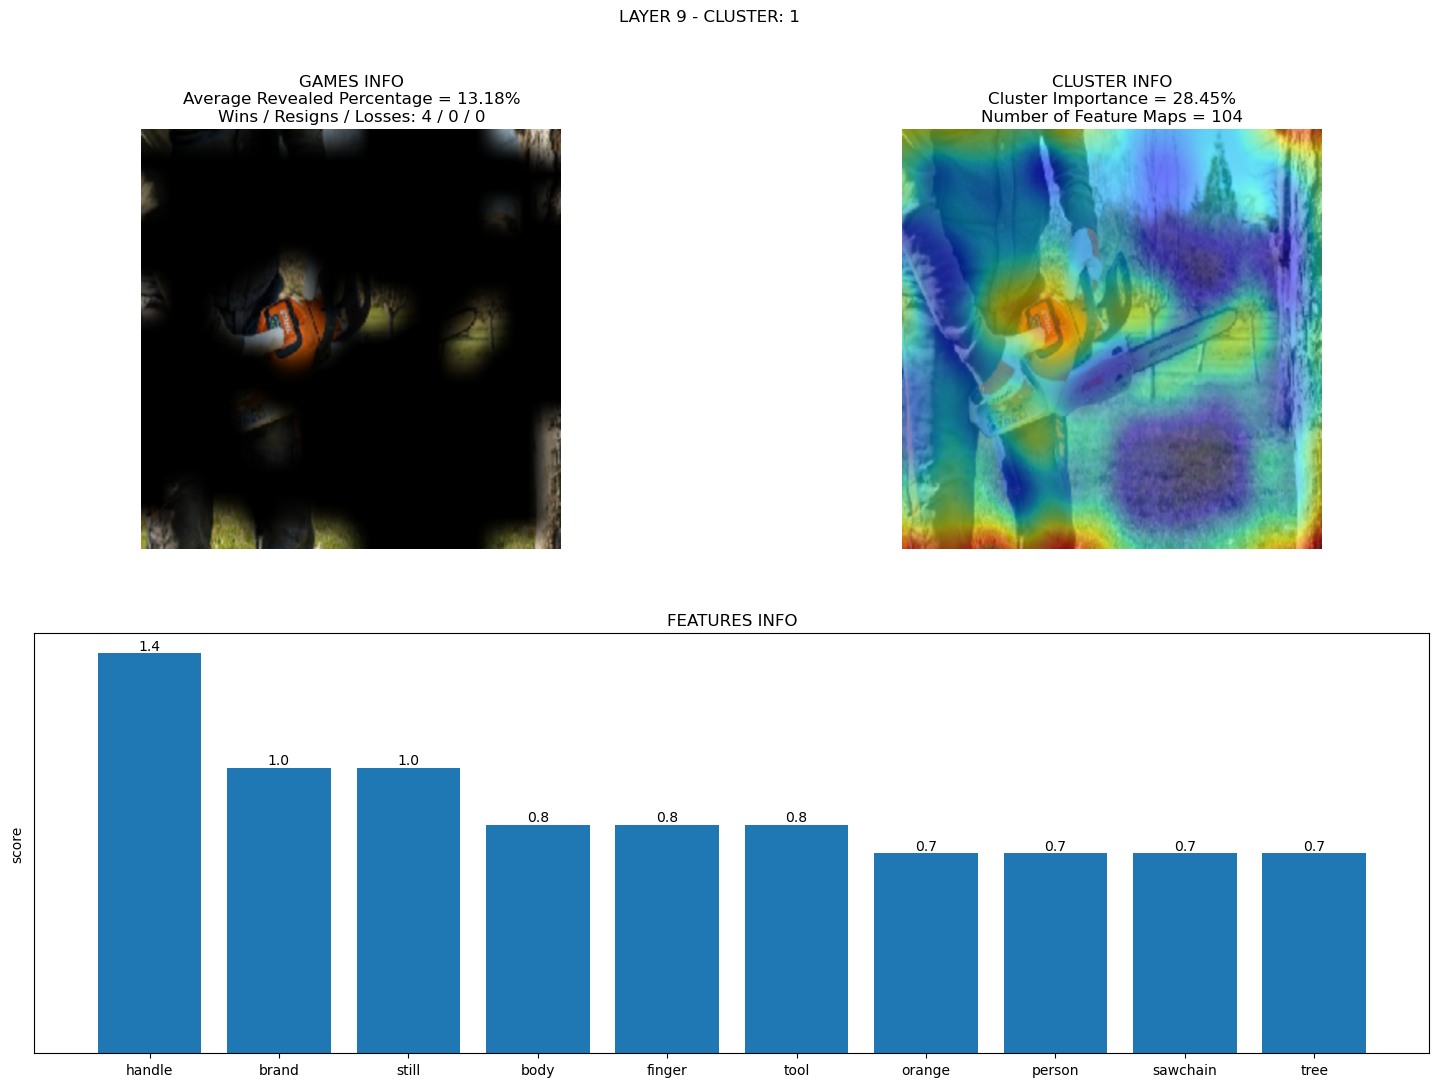 LAYER 9 - CLUSTER: 1
GAMES INFO
Average Revealed Percentage = 13.18%
Wins / Resigns / Losses: 4 / 0 / 0
CLUSTER INFO
Cluster Importance = 28.45%
Number of Feature Maps = 104
FEATURES INFO
score
1.4
1.0
1.0
0.8
0.8
0.8
0.7
0.7
0.7
0.7
handle
brand
still
body
finger
tool
orange
person
sawchain
tree